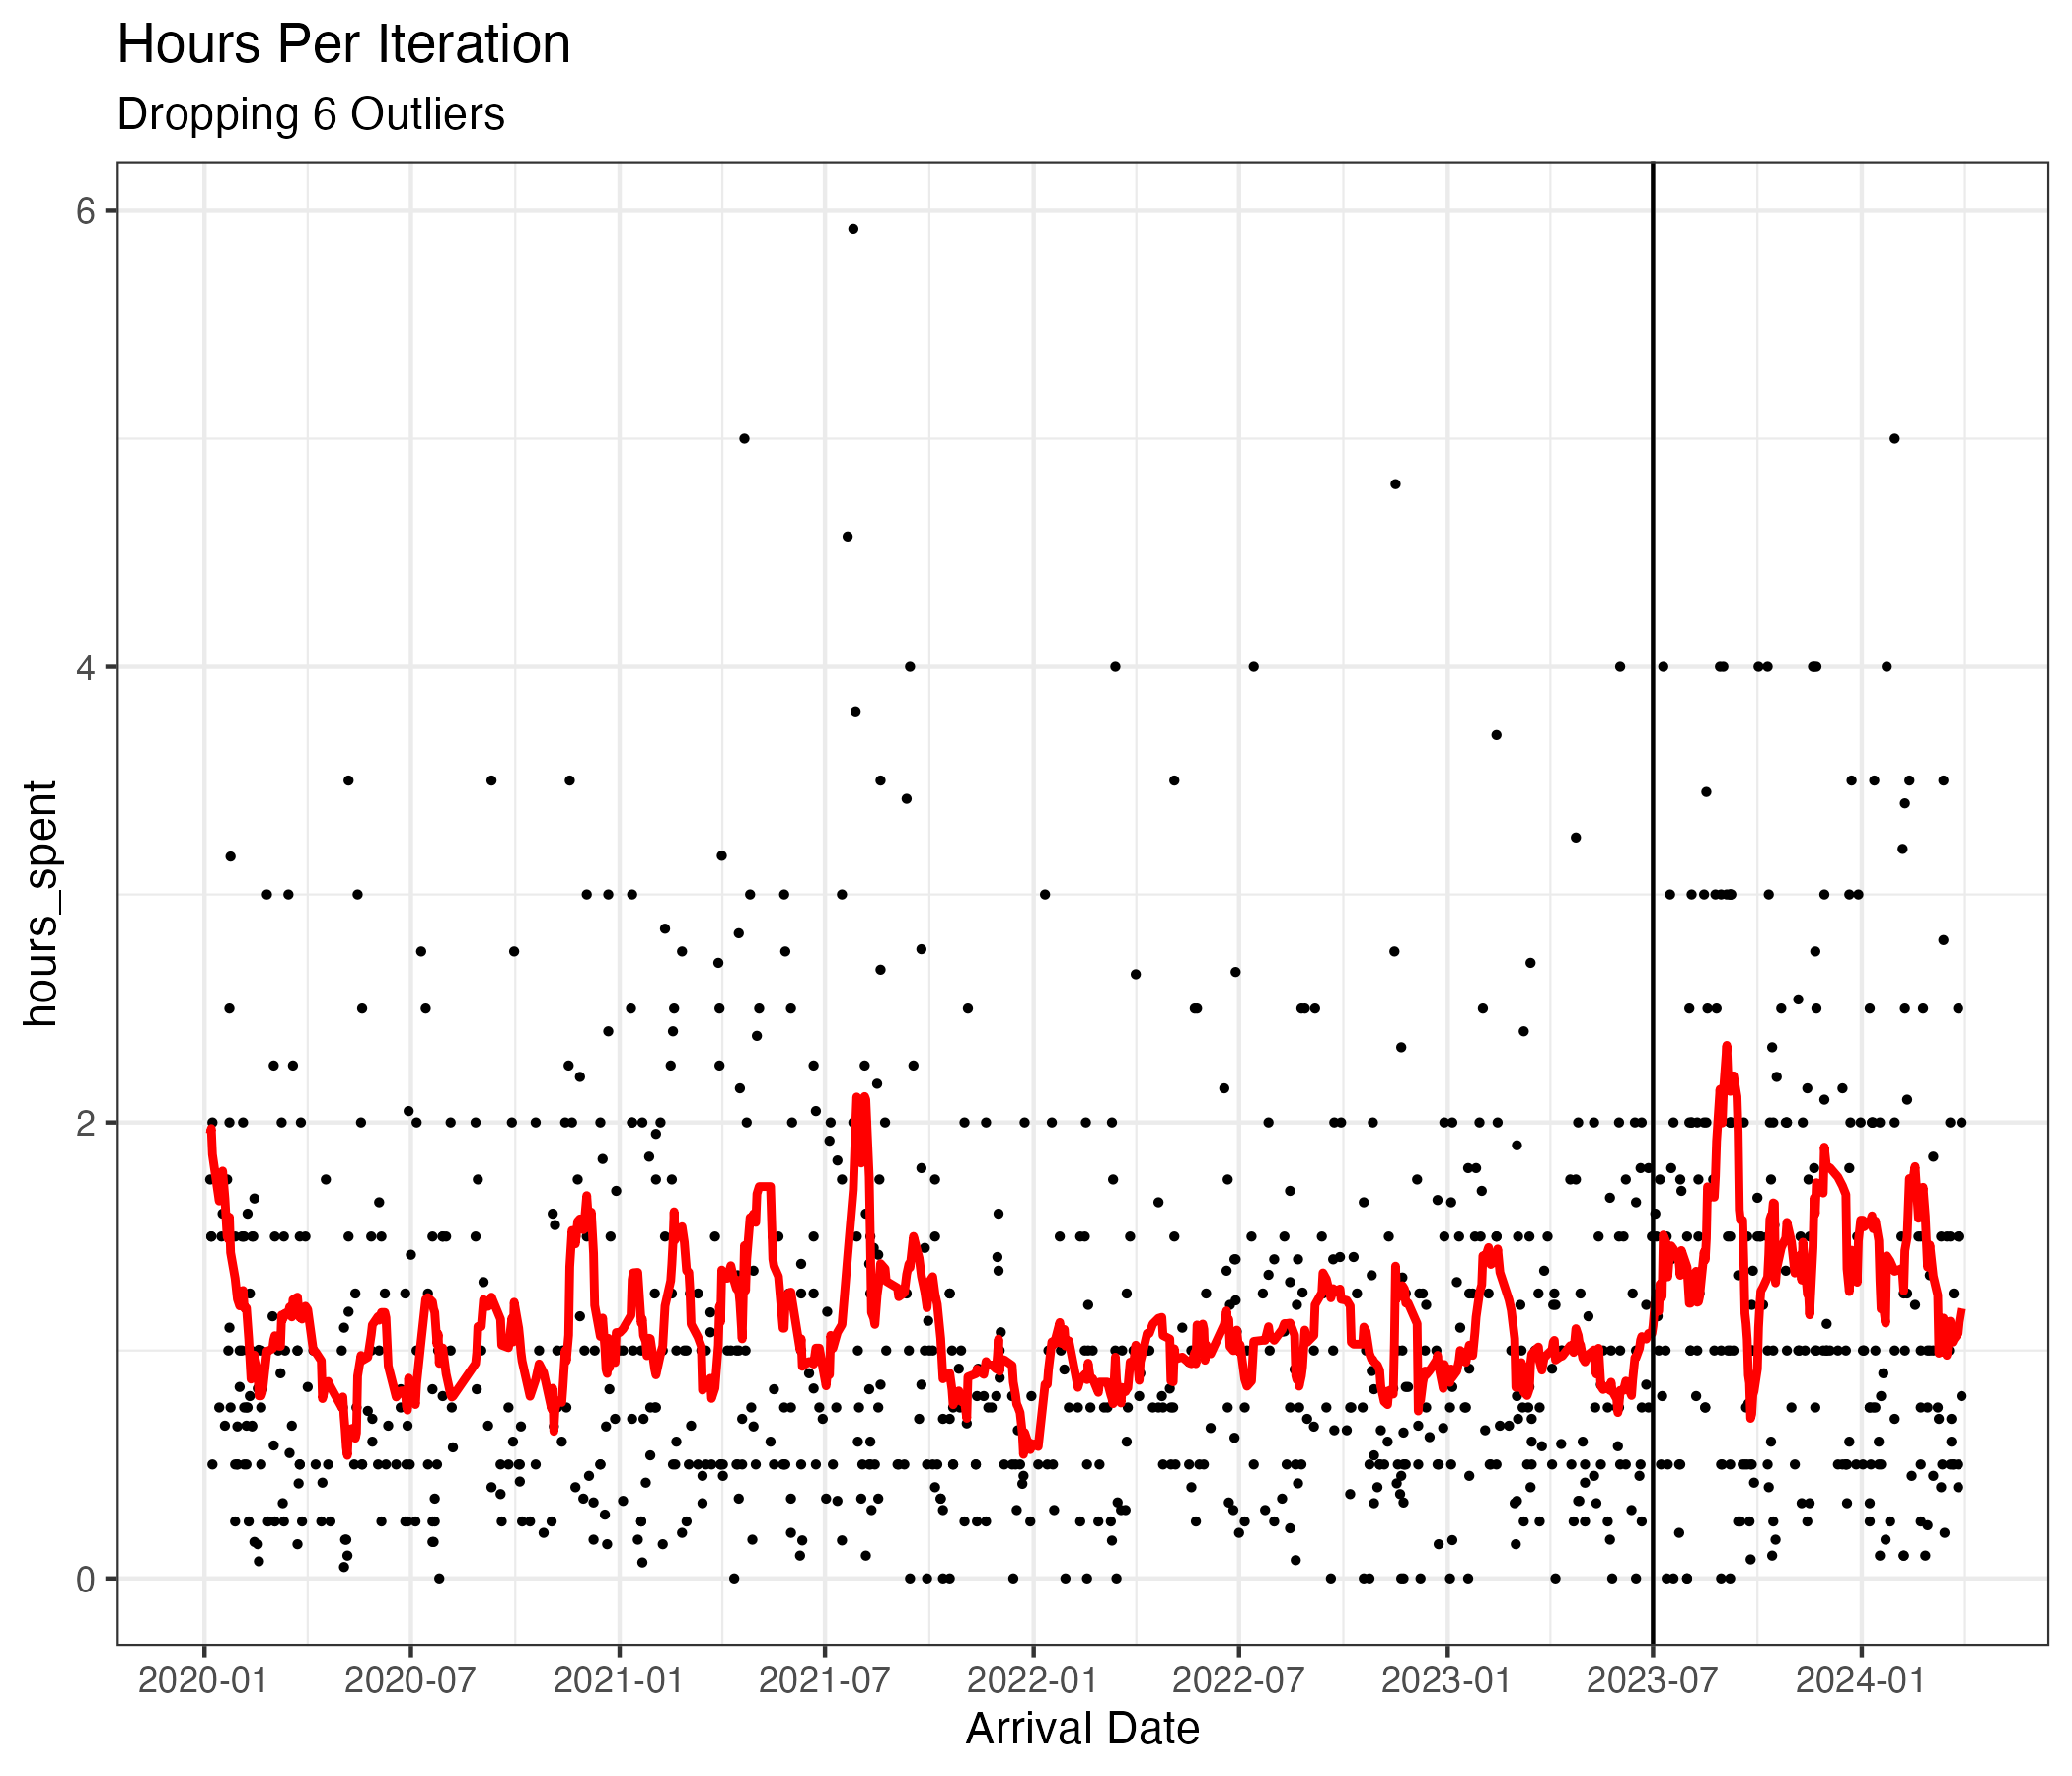 Hours Per Iteration
Dropping 6 Outliers
6
4
2
0
hours_spent
2020-01 2020-07 2021-01 2021-07 2022-01 2022-07 2023-01 2023-07 2024-01
Arrival Date